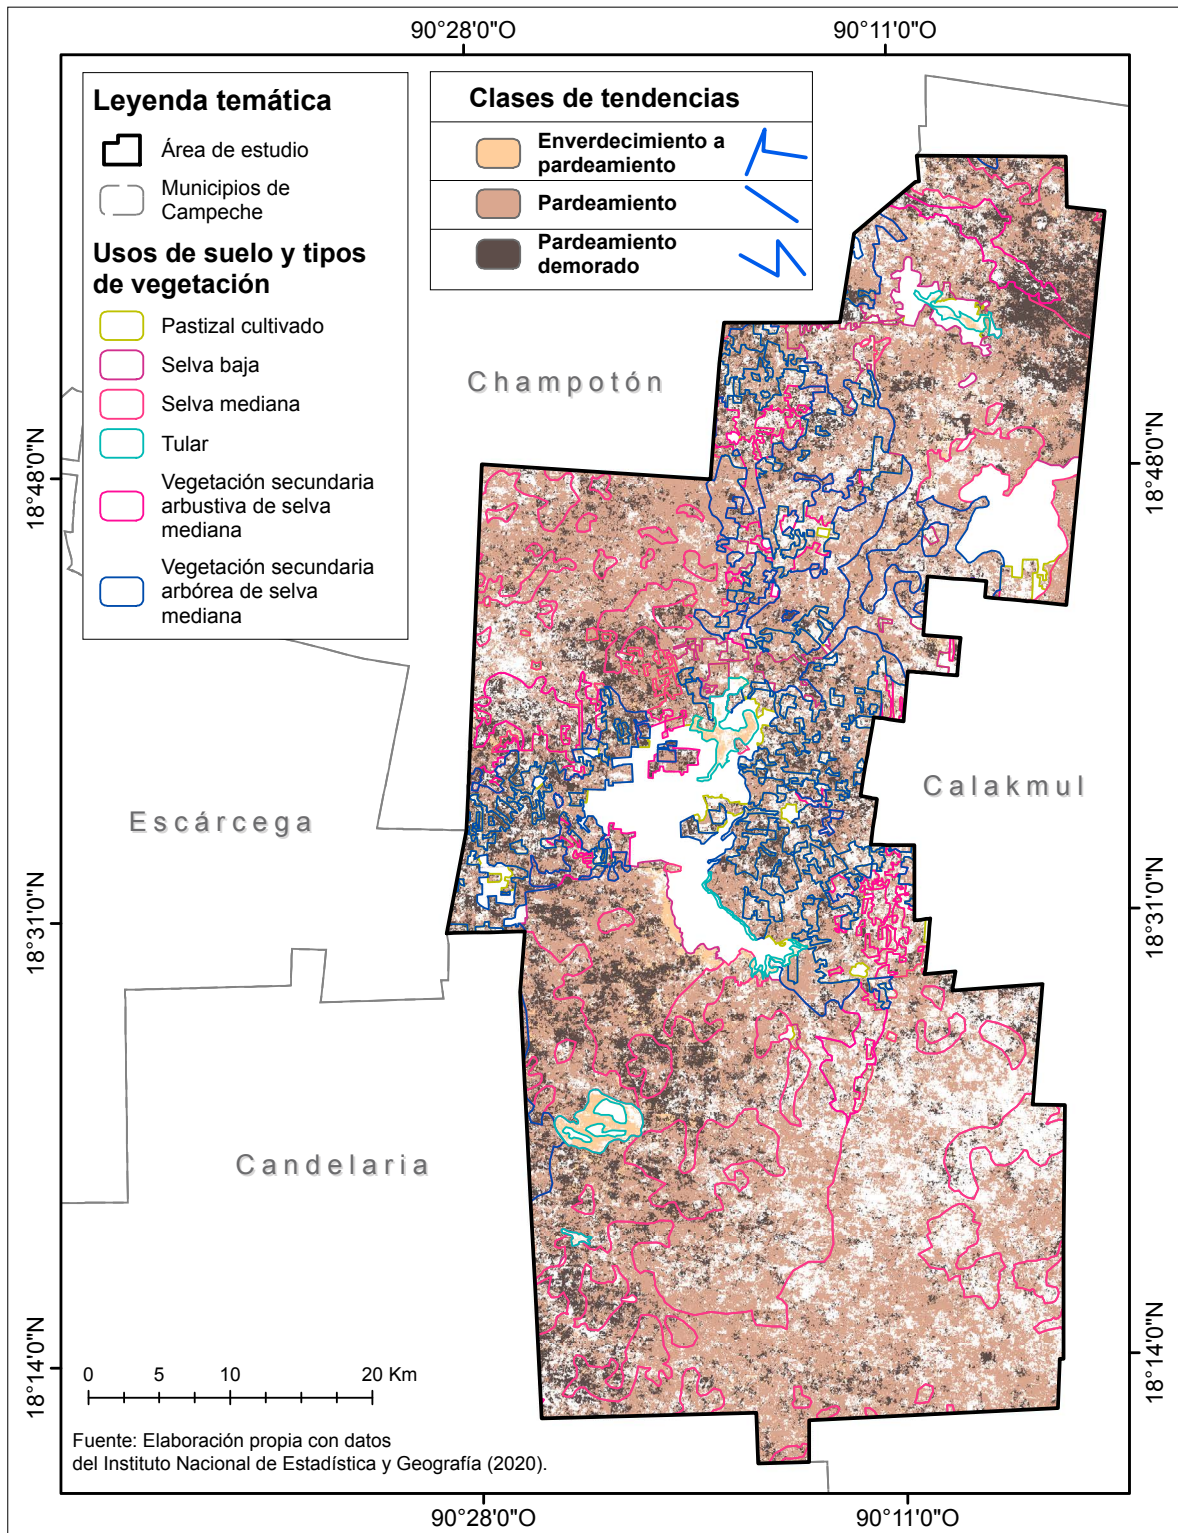 90°28'0"O
90°11'0"O
Leyenda temática
Área de estudio
Municipios de
Campeche
Usos de suelo y tipos
de vegetación
Pastizal cultivado
Selva baja
Selva mediana
Tular
Vegetación secundaria
arbustiva de selva
mediana
Vegetación secundaria
arbórea de selva
mediana
Clases de tendencias
Enverdecimiento a
pardeamiento
Pardeamiento
Pardeamiento
demorado
Champotón
18°48'0"N
18°48'0"N
Calakmul
Escárcega
18°31'0"N
18°31'0"N
Candelaria
18°14'0"N
18°14'0"N
0 5 10 20 Km
Fuente: Elaboración propia con datos
del Instituto Nacional de Estadística y Geografía (2020).
90°28'0"O
90°11'0"O